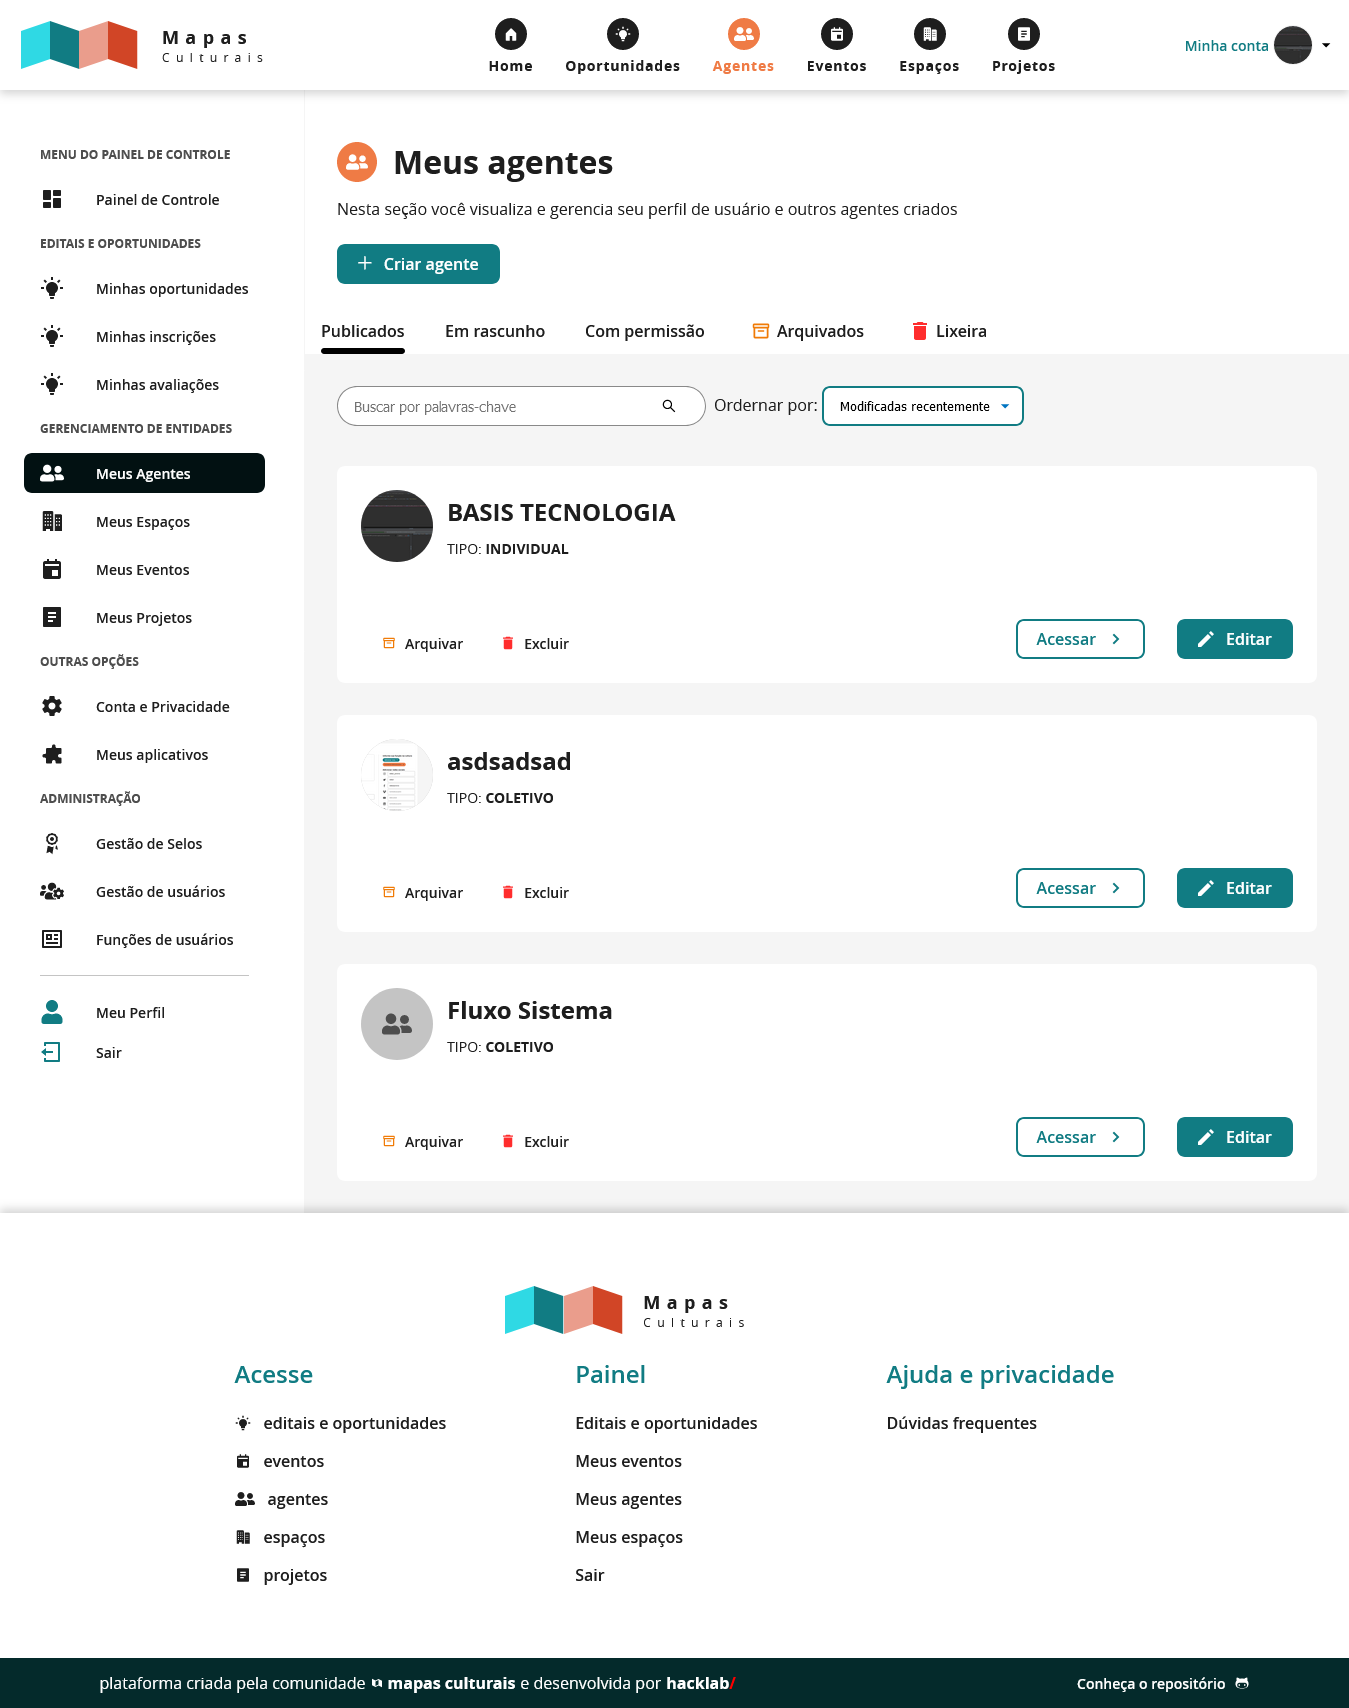 Mapas
Culturais
Home
Oportunidades
Agentes
Eventos
Espaços
Projetos
Minha conta
MENU DO PAINEL DE CONTROLE
Painel de Controle
EDITAIS E OPORTUNIDADES
Minhas oportunidades
Minhas inscrições
Minhas avaliações
GERENCIAMENTO DE ENTIDADES
Meus Agentes
Meus Espaços
Meus Eventos
Meus Projetos
OUTRAS OPÇÕES
Conta e Privacidade
Meus aplicativos
ADMINISTRAÇÃO
Gestão de Selos
Gestão de usuários
Funções de usuários
Meu Perfil
Sair
Meus agentes
Nesta seção você visualiza e gerencia seu perfil de usuário e outros agentes criados
Criar agente
Publicados
Em rascunho
Com permissão
Arquivados
Lixeira
Buscar por palavras-chave
Ordernar por:
Modificadas recentemente
BASIS TECNOLOGIA
TIPO: INDIVIDUAL
Arquivar
Excluir
Acessar
Editar
asdsadsad
TIPO: COLETIVO
Arquivar
Excluir
Acessar
Editar
Fluxo Sistema
TIPO: COLETIVO
Arquivar
Excluir
Acessar
Editar
Mapas
Culturais
Acesse
editais e oportunidades
eventos
agentes
espaços
projetos
Painel
Editais e oportunidades
Meus eventos
Meus agentes
Meus espaços
Sair
Ajuda e privacidade
Dúvidas frequentes
plataforma criada pela comunidade mapas culturais e desenvolvida por hacklab/
Conheça o repositório